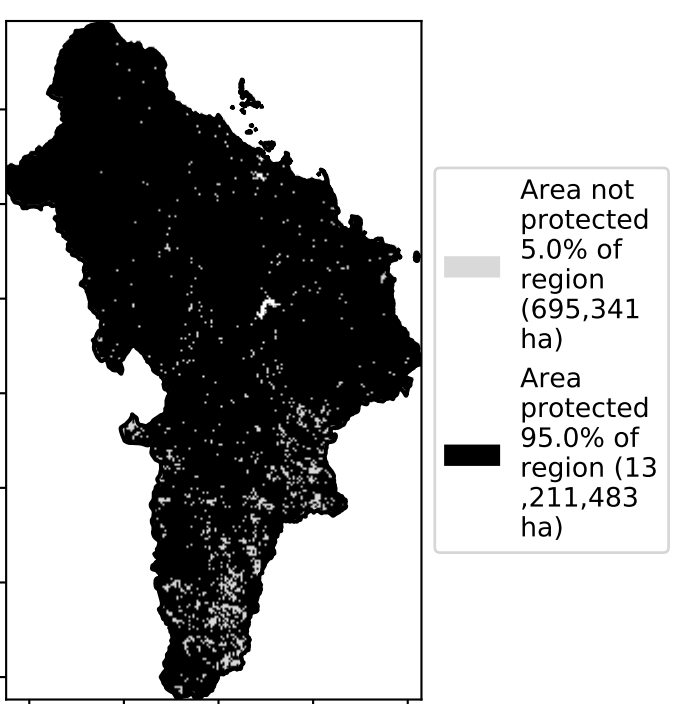 Area not
protected
5.0% of
region
(695,341
ha)
Area
protected
95.0% of
region (13
,211,483
ha)